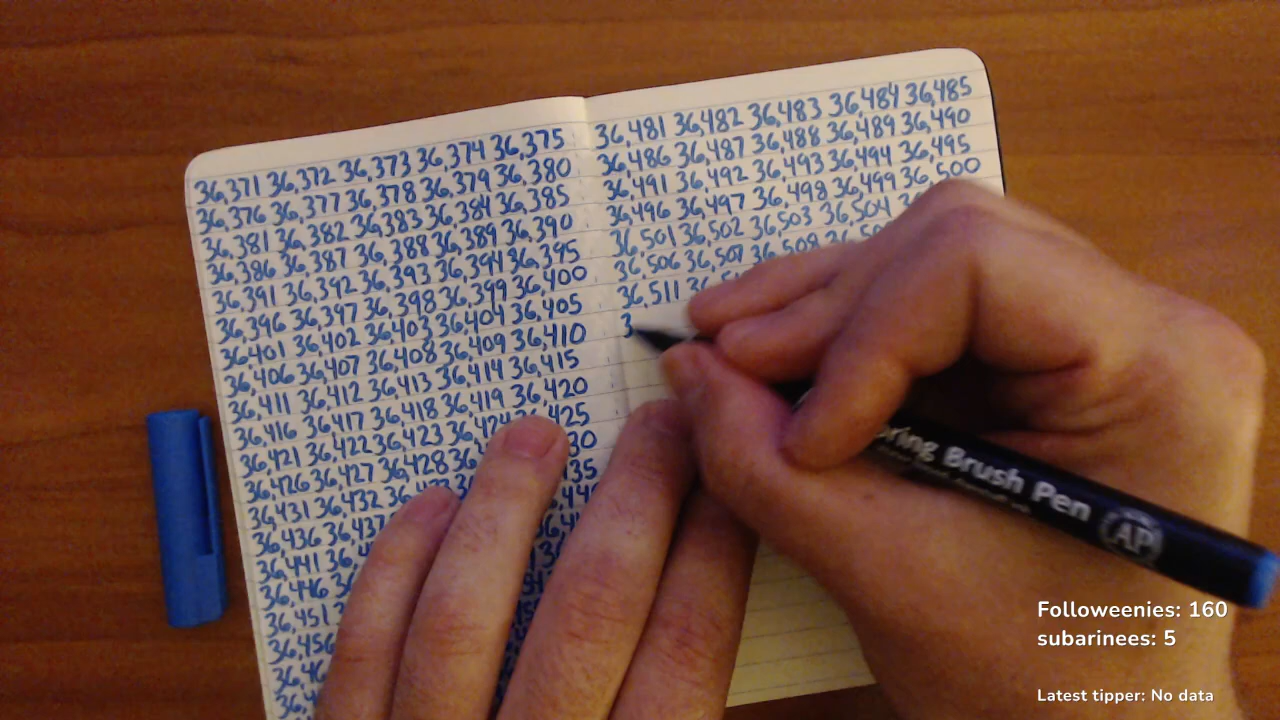 36,371 36,372 36,373 36,374 36,375
36,376 36,377 36,378 36,379 36,380
36,381 36,382 36,383 36,384 36,385
36,386 36,387 36,388 36,389 36,390
36,391 36,392 36,393 36,394 36,395
36,396 36,397 36,398 36,399 36,400
36,401 36,402 36,403 36,404 36,405
36,406 36,407 36,408 36,409 36,410
36,411 36,412 36,413 36,414 36,415
36,416 36,417 36,418 36,419 36,420
36,421 36,422 36,423 36,424 425
36,426 36,427 36,428 30
36,431 36,432 35
36,436 36,437
36,441
36,446
36,451
36,456
36,481 36,482 36,483 36,484 36,485
36,486 36,487 36,488 36,489 36,490
36,491 36,492 36,493 36,494 36,495
36,496 36,497 36,498 36,499 36,500
36,501 36,502 36,503 36,504
36,506 36,507 36,508
36,511
3
Brush Pen
AP
Followeenies: 160
subarinees: 5
Latest tipper: No data